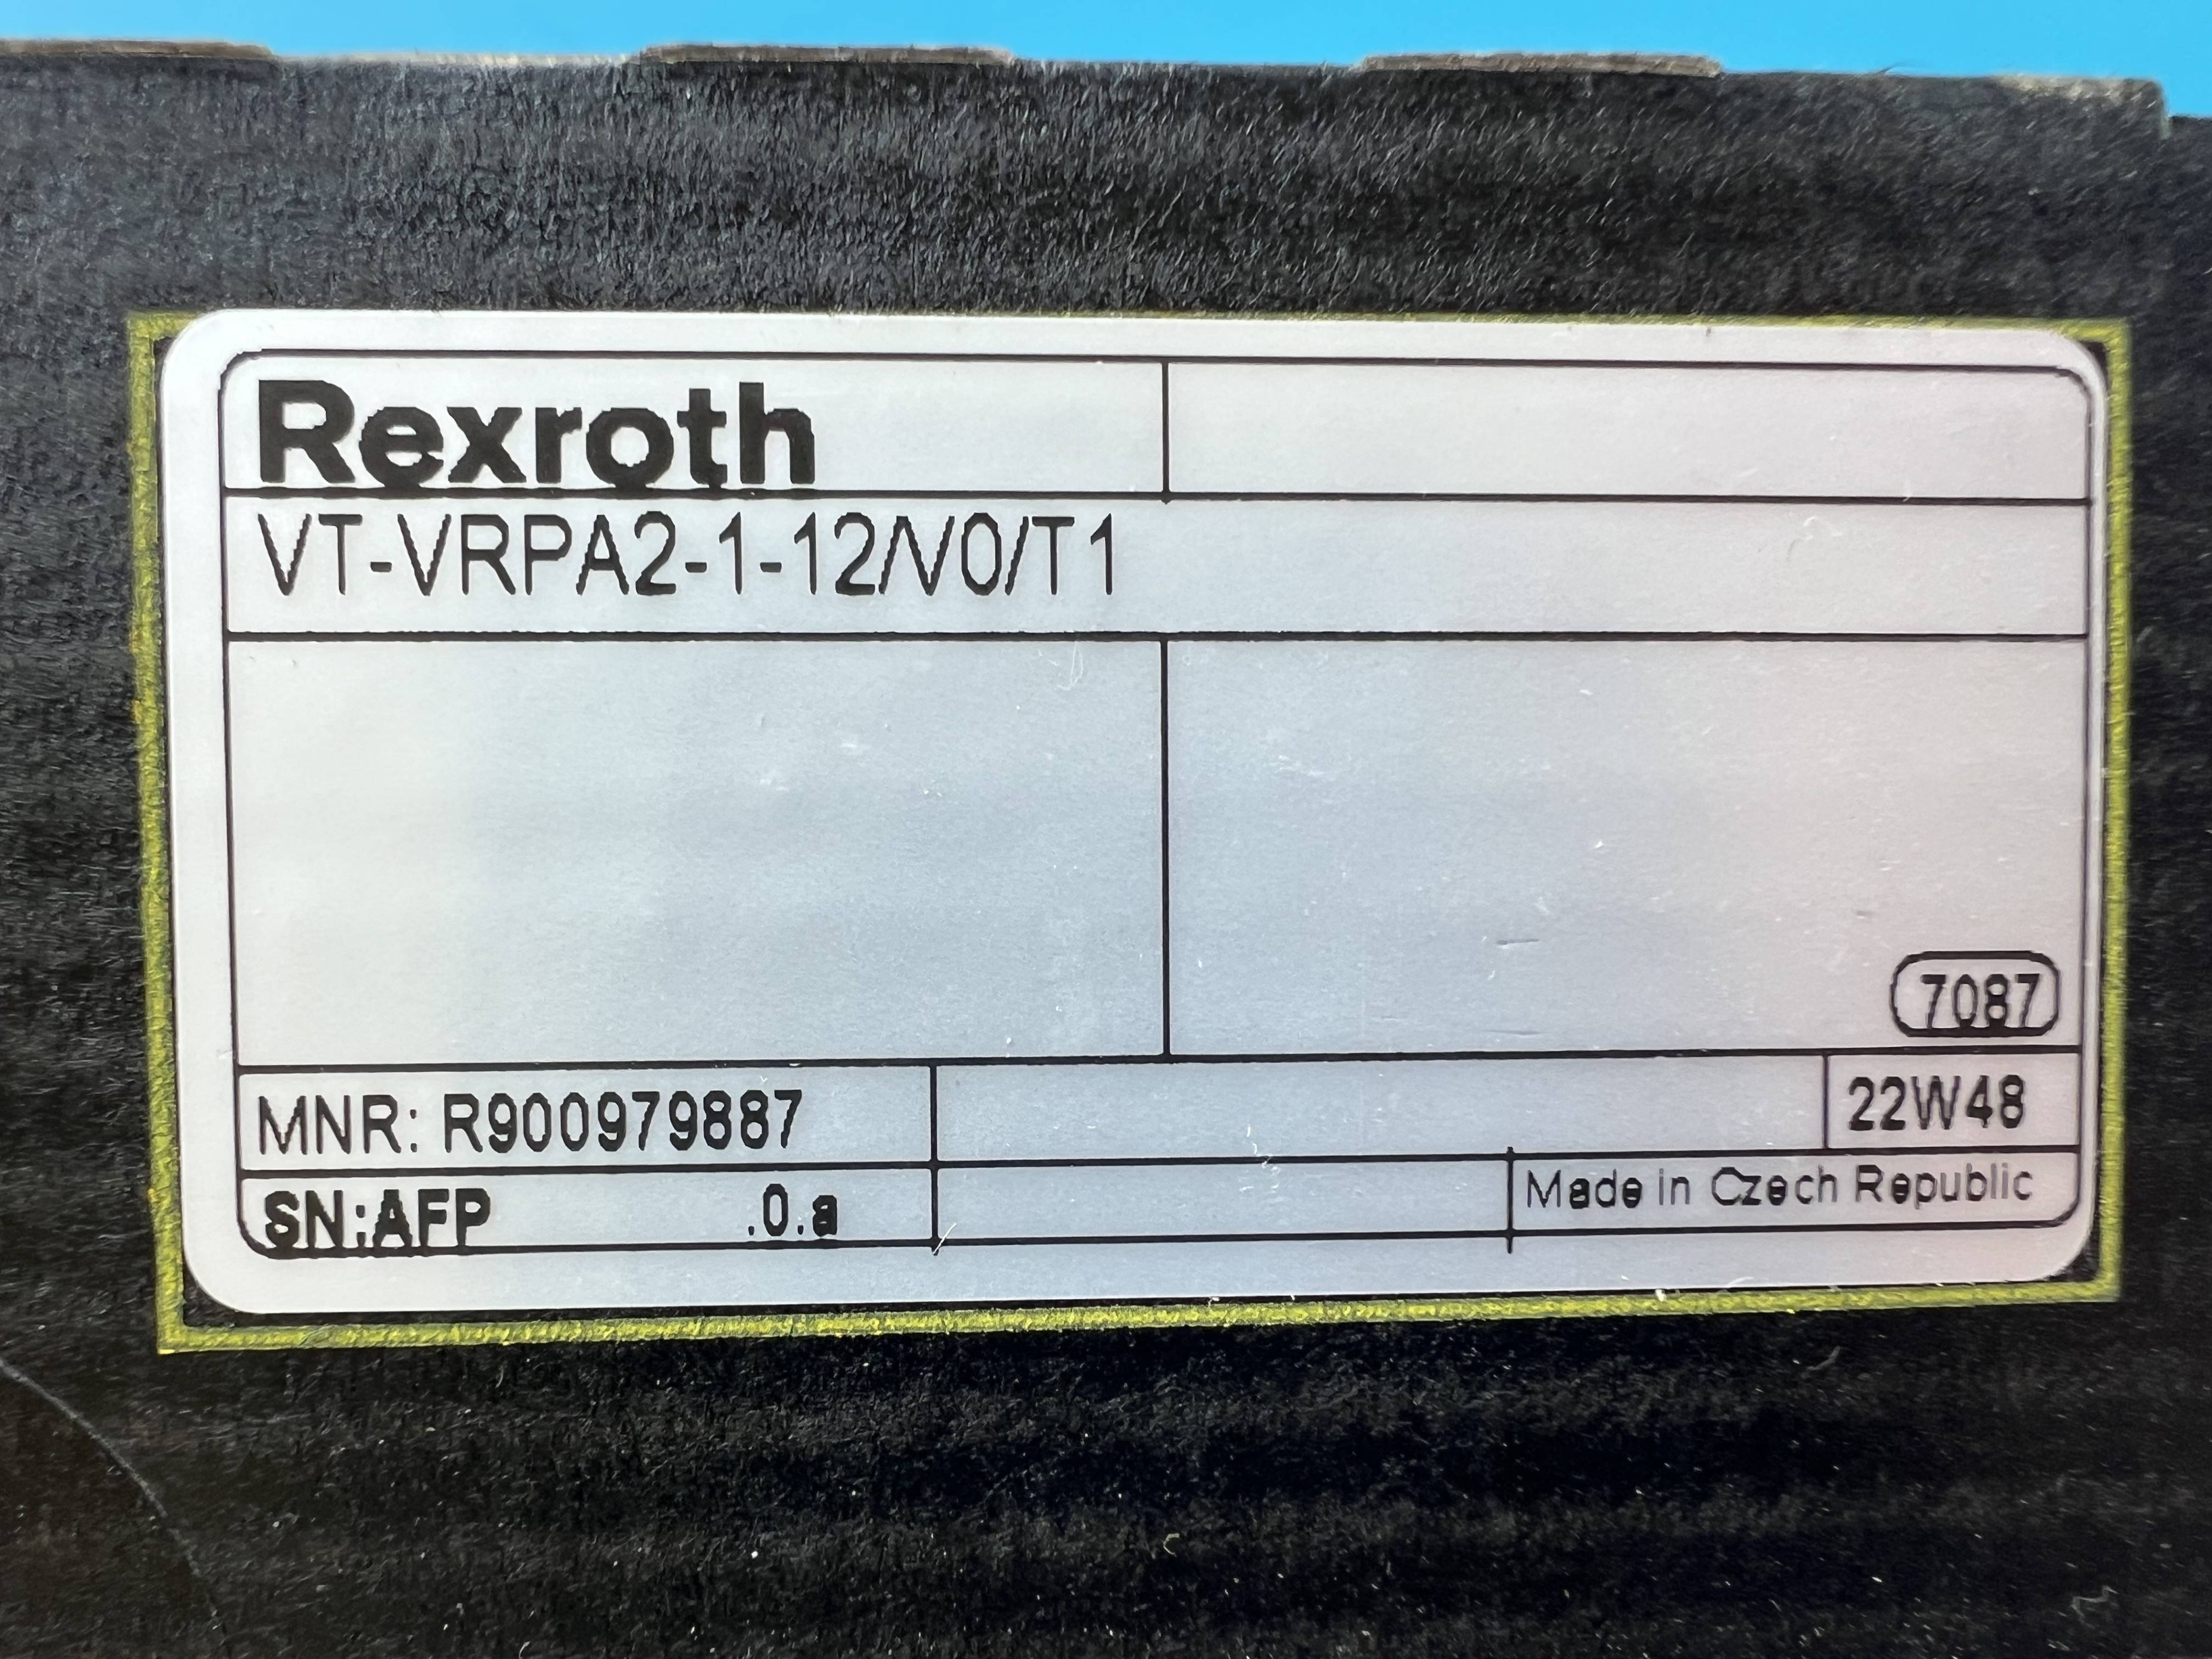 Rexroth
VT-VRPA2-1-12/V0/T1
7087
MNR: R900979887
22W48
SN:AFP .0.a
Made in Czech Republic